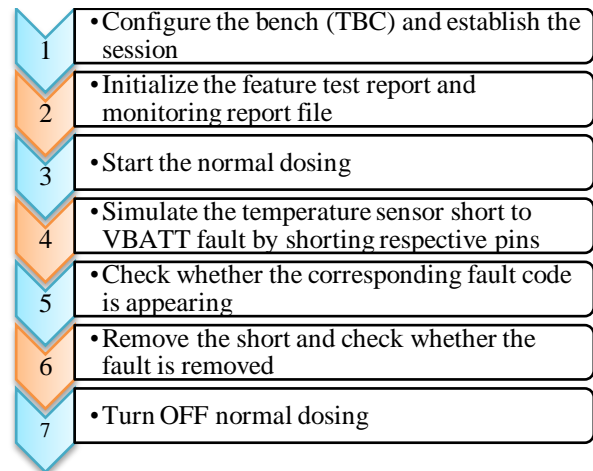 1
•Configure the bench (TBC) and establish the
session
2
•Initialize the feature test report and
monitoring report file
3
•Start the normal dosing
4
•Simulate the temperature sensor short to
VBATT fault by shorting respective pins
5
•Check whether the corresponding fault code
is appearing
6
•Remove the short and check whether the
fault is removed
7
•Turn OFF normal dosing